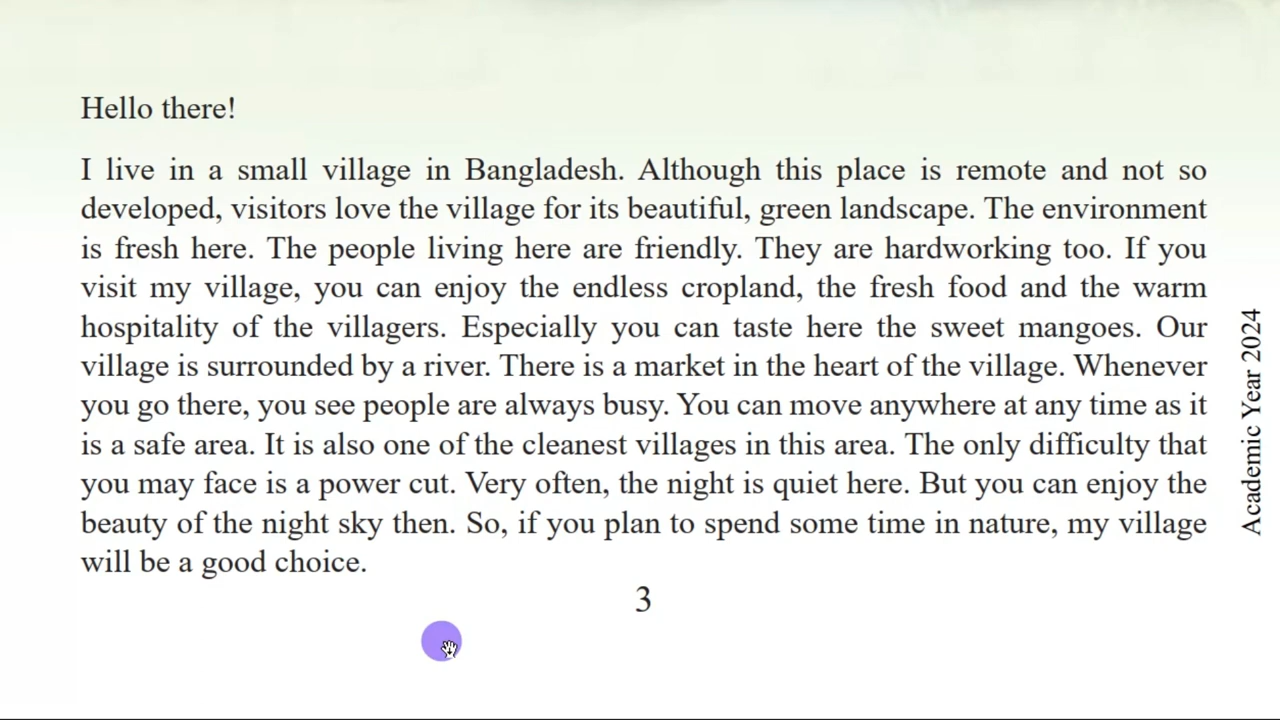 Hello there!
I live in a small village in Bangladesh. Although this place is remote and not so
developed, visitors love the village for its beautiful, green landscape. The environment
is fresh here. The people living here are friendly. They are hardworking too. If you
visit my village, you can enjoy the endless cropland, the fresh food and the warm
hospitality of the villagers. Especially you can taste here the sweet mangoes. Our
village is surrounded by a river. There is a market in the heart of the village. Whenever
you go there, you see people are always busy. You can move anywhere at any time as it
is a safe area. It is also one of the cleanest villages in this area. The only difficulty that
you may face is a power cut. Very often, the night is quiet here. But you can enjoy the
beauty of the night sky then. So, if you plan to spend some time in nature, my village
will be a good choice.
3
Academic Year 2024